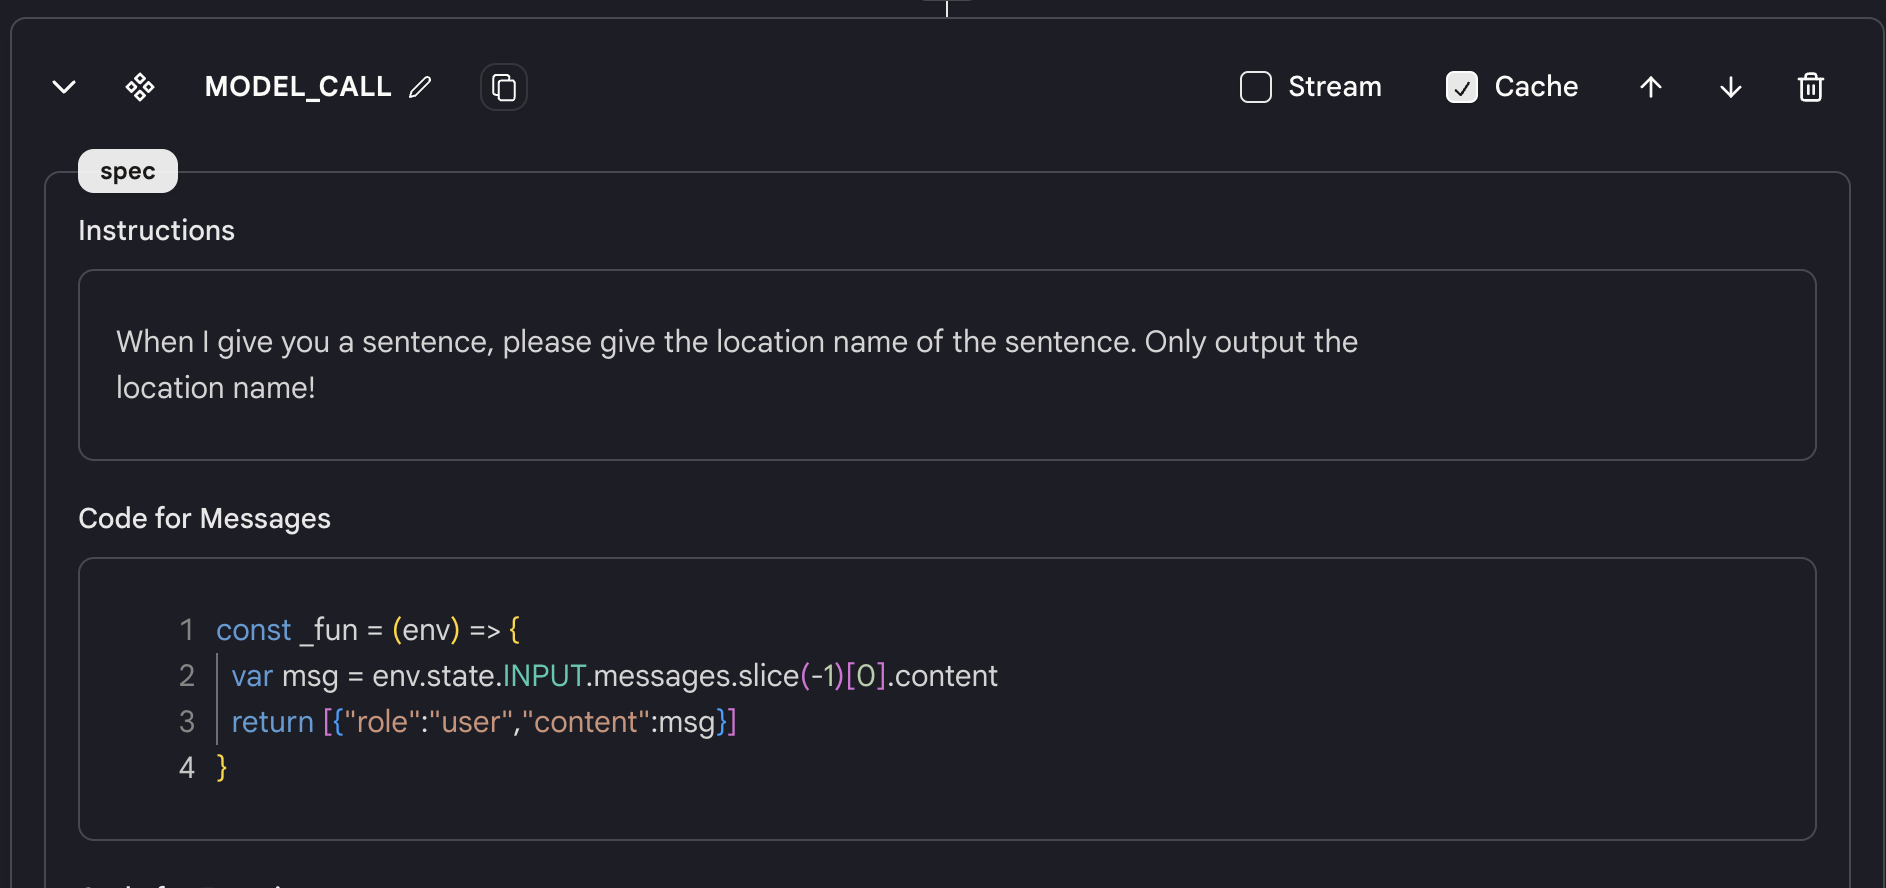 MODEL_CALL
Stream
Cache
spec
Instructions
When I give you a sentence, please give the location name of the sentence. Only output the
location name!
Code for Messages
1 const _fun = (env) => {
2 var msg = env.state.INPUT.messages.slice(-1)[0].content
3 return [{"role":"user","content":msg}]
4 }